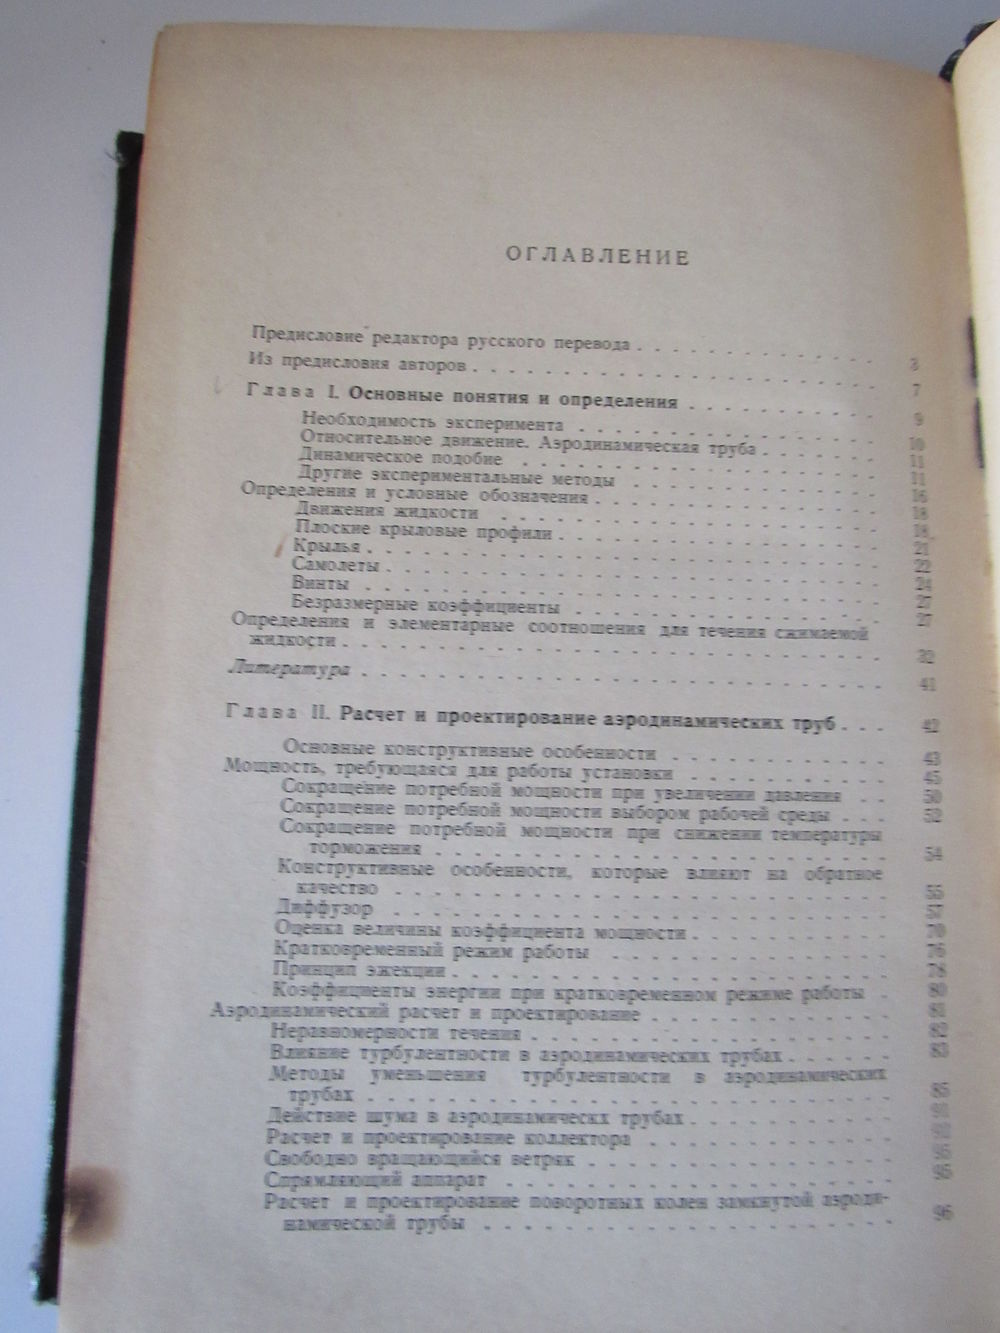 ОГЛАВЛЕНИЕ
Предисловие редактора русского перевода . . . . . . . . . . 3
Из предисловия авторов . . . . . . . . . . 7
Глава I. Основные понятия и определения . . . . . . . . . . 9
Необходимость эксперимента . . . . . . . . . . 10
Относительное движение. Аэродинамическая труба . . . . . . 11
Динамическое подобие . . . . . . . . . . 11
Другие экспериментальные методы . . . . . . . . . . 16
Определения и условные обозначения . . . . . . . . . . 18
Движения жидкости . . . . . . . . . . 18
Плоские крыловые профили . . . . . . . . . . 21
Крылья . . . . . . . . . . 22
Самолеты . . . . . . . . . . 24
Винты . . . . . . . . . . 27
Безразмерные коэффициенты . . . . . . . . . . 27
Определения и элементарные соотношения для течения сжимаемой
жидкости . . . . . . . . . . 32
Литература . . . . . . . . . . 41
Глава II. Расчет и проектирование аэродинамических труб . . . 42
Основные конструктивные особенности . . . . . . . . . . 43
Мощность, требующаяся для работы установки . . . . . . . . . . 45
Сокращение потребной мощности при увеличении давления . . 50
Сокращение потребной мощности выбором рабочей среды . . . 52
Сокращение потребной мощности при снижении температуры
торможения . . . . . . . . . . 54
Конструктивные особенности, которые влияют на обратное
качество . . . . . . . . . . 55
Диффузор . . . . . . . . . . 57
Оценка величины коэффициента мощности . . . . . . . . . . 70
Кратковременный режим работы . . . . . . . . . . 76
Принцип эжекции . . . . . . . . . . 78
Коэффициенты энергии при кратковременном режиме работы . 80
Аэродинамический расчет и проектирование . . . . . . . . . . 81
Неравномерности течения . . . . . . . . . . 82
Влияние турбулентности в аэродинамических трубах . . . . . . 83
Методы уменьшения турбулентности в аэродинамических
трубах . . . . . . . . . . 85
Действие шума в аэродинамическх трубах . . . . . . . . . . 91
Расчет и проектирование коллектора . . . . . . . . . .
Свободно вращающийся ветряк . . . . . . . . . . 95
Спрямляющий аппарат . . . . . . . . . . 95
Расчет и проектирование поворотных колен замкнутой аэроди-
намической трубы . . . . . . . . . . 96